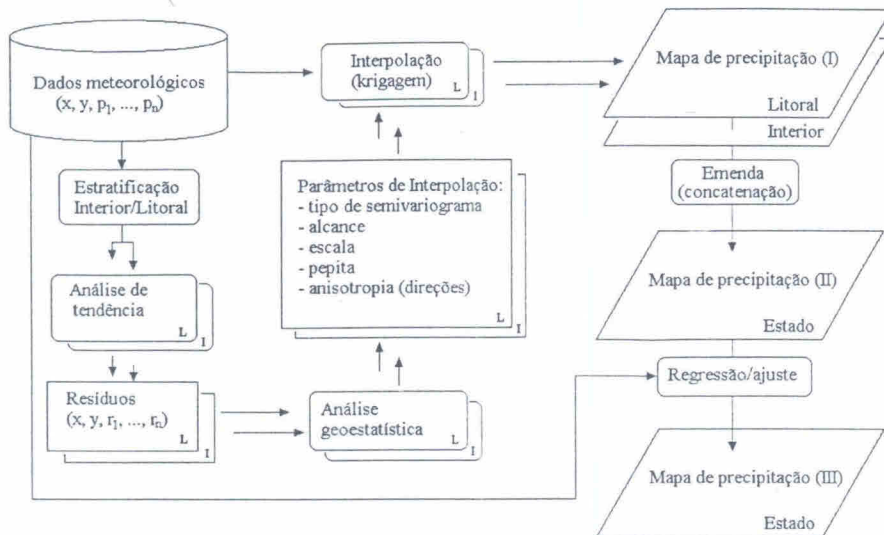 Dados meteorológicos
(x, y, p1, ..., pn)
Estratificação
Interior/Litoral
Análise de
tendência
L
I
Resíduos
(x, y, r1, ..., rn)
L
I
Análise
geoestatística
L
I
Parâmetros de Interpolação:
- tipo de semivariograma
- alcance
- escala
- pepita
- anisotropia (direções)
L
I
Interpolação
(krigagem)
L
I
Mapa de precipitação (I)
Litoral
Interior
Emenda
(concatenação)
Mapa de precipitação (II)
Estado
Regressão/ajuste
Mapa de precipitação (III)
Estado